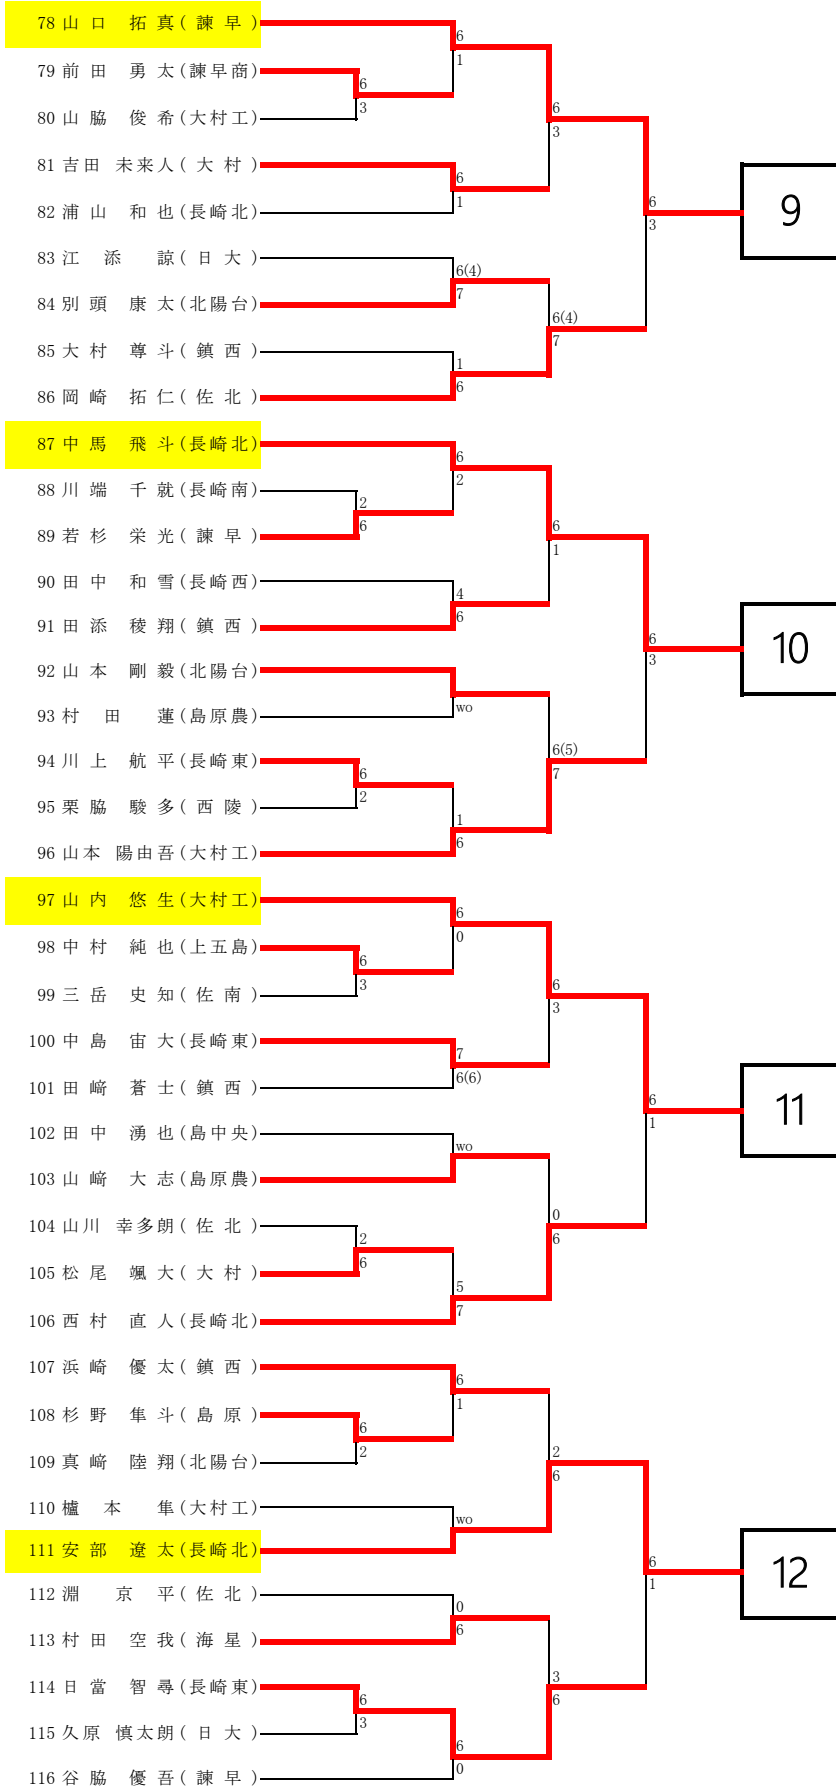 78 山 口 拓 真 ( 諫 早 )
6
1
79 前 田 勇 太 (諫早商)
6
3
80 山 脇 俊 希 (大村工)
6
3
81 吉田 未来人 ( 大 村 )
6
1
82 浦 山 和 也 (長崎北)
6
3
9
83 江 添 諒 ( 日 大 )
6(4)
7
84 別 頭 康 太 (北陽台)
6(4)
7
85 大 村 尊 斗 ( 鎮 西 )
1
6
86 岡 崎 拓 仁 ( 佐 北 )
87 中 馬 飛 斗 (長崎北)
6
2
88 川 端 千 就 (長崎南)
2
6
89 若 杉 栄 光 ( 諫 早 )
6
1
90 田 中 和 雪 (長崎西)
4
6
91 田 添 稜 翔 ( 鎮 西 )
6
3
10
92 山 本 剛 毅 (北陽台)
wo
93 村 田 蓮 (島原農)
6(5)
7
94 川 上 航 平 (長崎東)
6
2
95 栗 脇 駿 多 ( 西 陵 )
1
6
96 山本 陽由吾 (大村工)
97 山 内 悠 生 (大村工)
6
0
98 中 村 純 也 (上五島)
6
3
99 三 岳 史 知 ( 佐 南 )
6
3
100 中 島 宙 大 (長崎東)
7
6(6)
101 田 﨑 蒼 士 ( 鎮 西 )
6
1
11
102 田 中 湧 也 (島中央)
wo
103 山 﨑 大 志 (島原農)
0
6
104 山川 幸多朗 ( 佐 北 )
2
6
105 松 尾 颯 大 ( 大 村 )
5
7
106 西 村 直 人 (長崎北)
107 浜 崎 優 太 ( 鎮 西 )
6
1
108 杉 野 隼 斗 ( 島 原 )
6
2
109 真 﨑 陸 翔 (北陽台)
2
6
110 櫨 本 隼 (大村工)
wo
111 安 部 遼 太 (長崎北)
6
1
12
112 淵 京 平 ( 佐 北 )
0
6
113 村 田 空 我 ( 海 星 )
3
6
114 日 當 智 尋 (長崎東)
6
3
115 久原 慎太朗 ( 日 大 )
6
0
116 谷 脇 優 吾 ( 諫 早 )